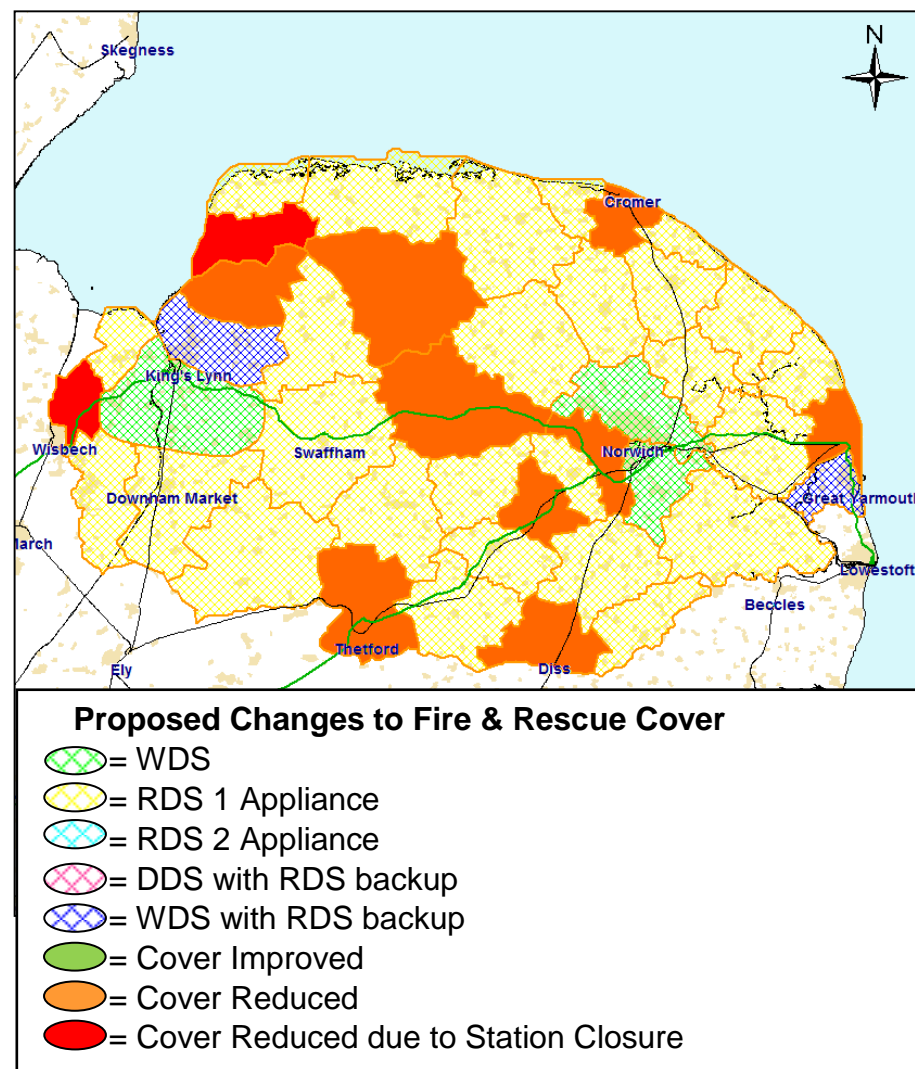 Skegness
N
Cromer
King's Lynn
Wisbech
Swaffham
Norwich
Downham Market
Great Yarmouth
March
Lowestoft
Beccles
Thetford
Ely
Diss
Proposed Changes to Fire & Rescue Cover
= WDS
= RDS 1 Appliance
= RDS 2 Appliance
= DDS with RDS backup
= WDS with RDS backup
= Cover Improved
= Cover Reduced
= Cover Reduced due to Station Closure